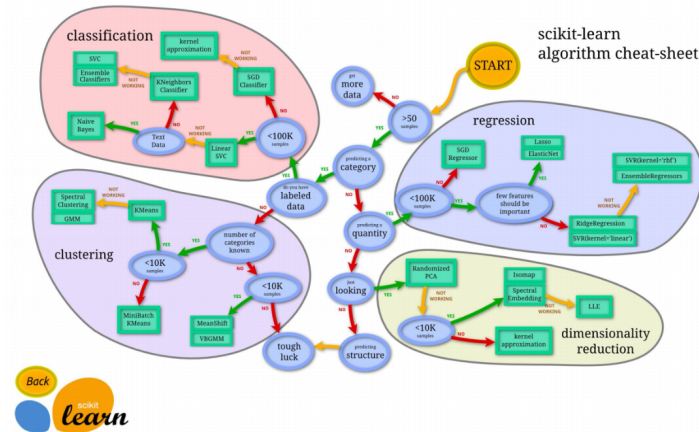 scikit-learn
algorithm cheat-sheet
START
>50
samples
NO
get
more
data
YES
predicting a
category
YES
do you have
labeled
data
NO
predicting a
quantity
YES
NO
just
looking
YES
NO
predicting
structure
tough
luck
classification
kernel
approximation
NOT
WORKING
SGD
Classifier
NO
<100K
samples
YES
YES
Linear
SVC
NOT
WORKING
Text
Data
YES
Naive
Bayes
NO
KNeighbors
Classifier
NOT
WORKING
SVC
Ensemble
Classifiers
clustering
NO
number of
categories
known
YES
<10K
samples
YES
KMeans
NOT
WORKING
Spectral
Clustering
GMM
NO
MiniBatch
KMeans
NO
<10K
samples
YES
MeanShift
VBGMM
NO
regression
<100K
samples
NO
SGD
Regressor
YES
few features
should be
important
YES
Lasso
ElasticNet
NO
RidgeRegression
SVR(kernel='linear')
NOT
WORKING
SVR(kernel='rbf')
EnsembleRegressors
dimensionality
reduction
Randomized
PCA
NOT
WORKING
<10K
samples
YES
Isomap
Spectral
Embedding
NOT
WORKING
LLE
NO
kernel
approximation
Back
scikit
learn